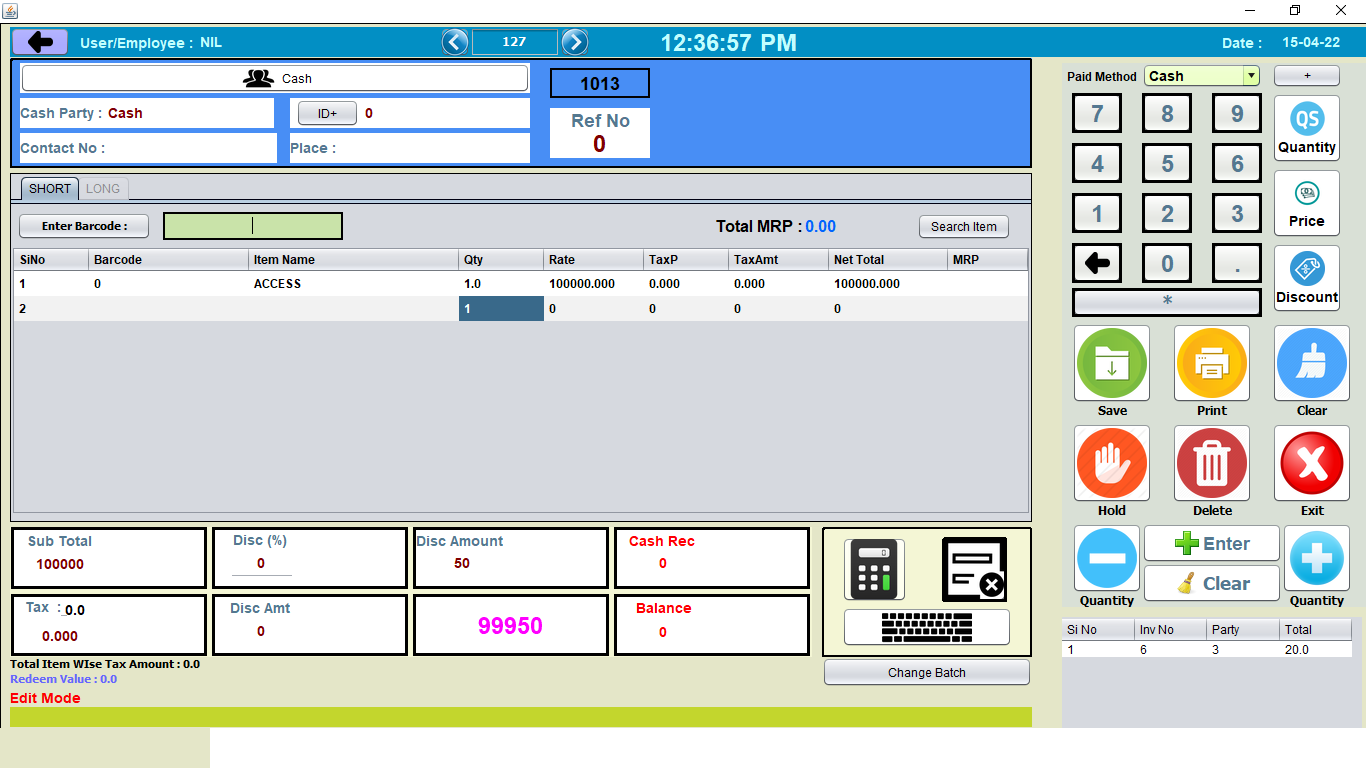 User/Employee : NIL
127
12:36:57 PM
Date : 15-04-22
Cash
1013
Cash Party : Cash
ID+ 0
Ref No
0
Contact No :
Place :
SHORT LONG
Enter Barcode :
Total MRP : 0.00
Search Item
SiNo Barcode Item Name Qty Rate TaxP TaxAmt Net Total MRP
1 0 ACCESS 1.0 100000.000 0.000 0.000 100000.000
2 1 0 0 0 0
Sub Total
100000
Disc (%)
0
Disc Amount
50
Cash Rec
0
Tax : 0.0
0.000
Disc Amt
0
99950
Balance
0
Total Item WIse Tax Amount : 0.0
Redeem Value : 0.0
Edit Mode
Change Batch
Paid Method Cash +
7 8 9
QS
Quantity
4 5 6
Price
1 2 3
0 .
Discount
*
Save Print Clear
Hold Delete Exit
Enter
Clear
Quantity Quantity
Si No Inv No Party Total
1 6 3 20.0